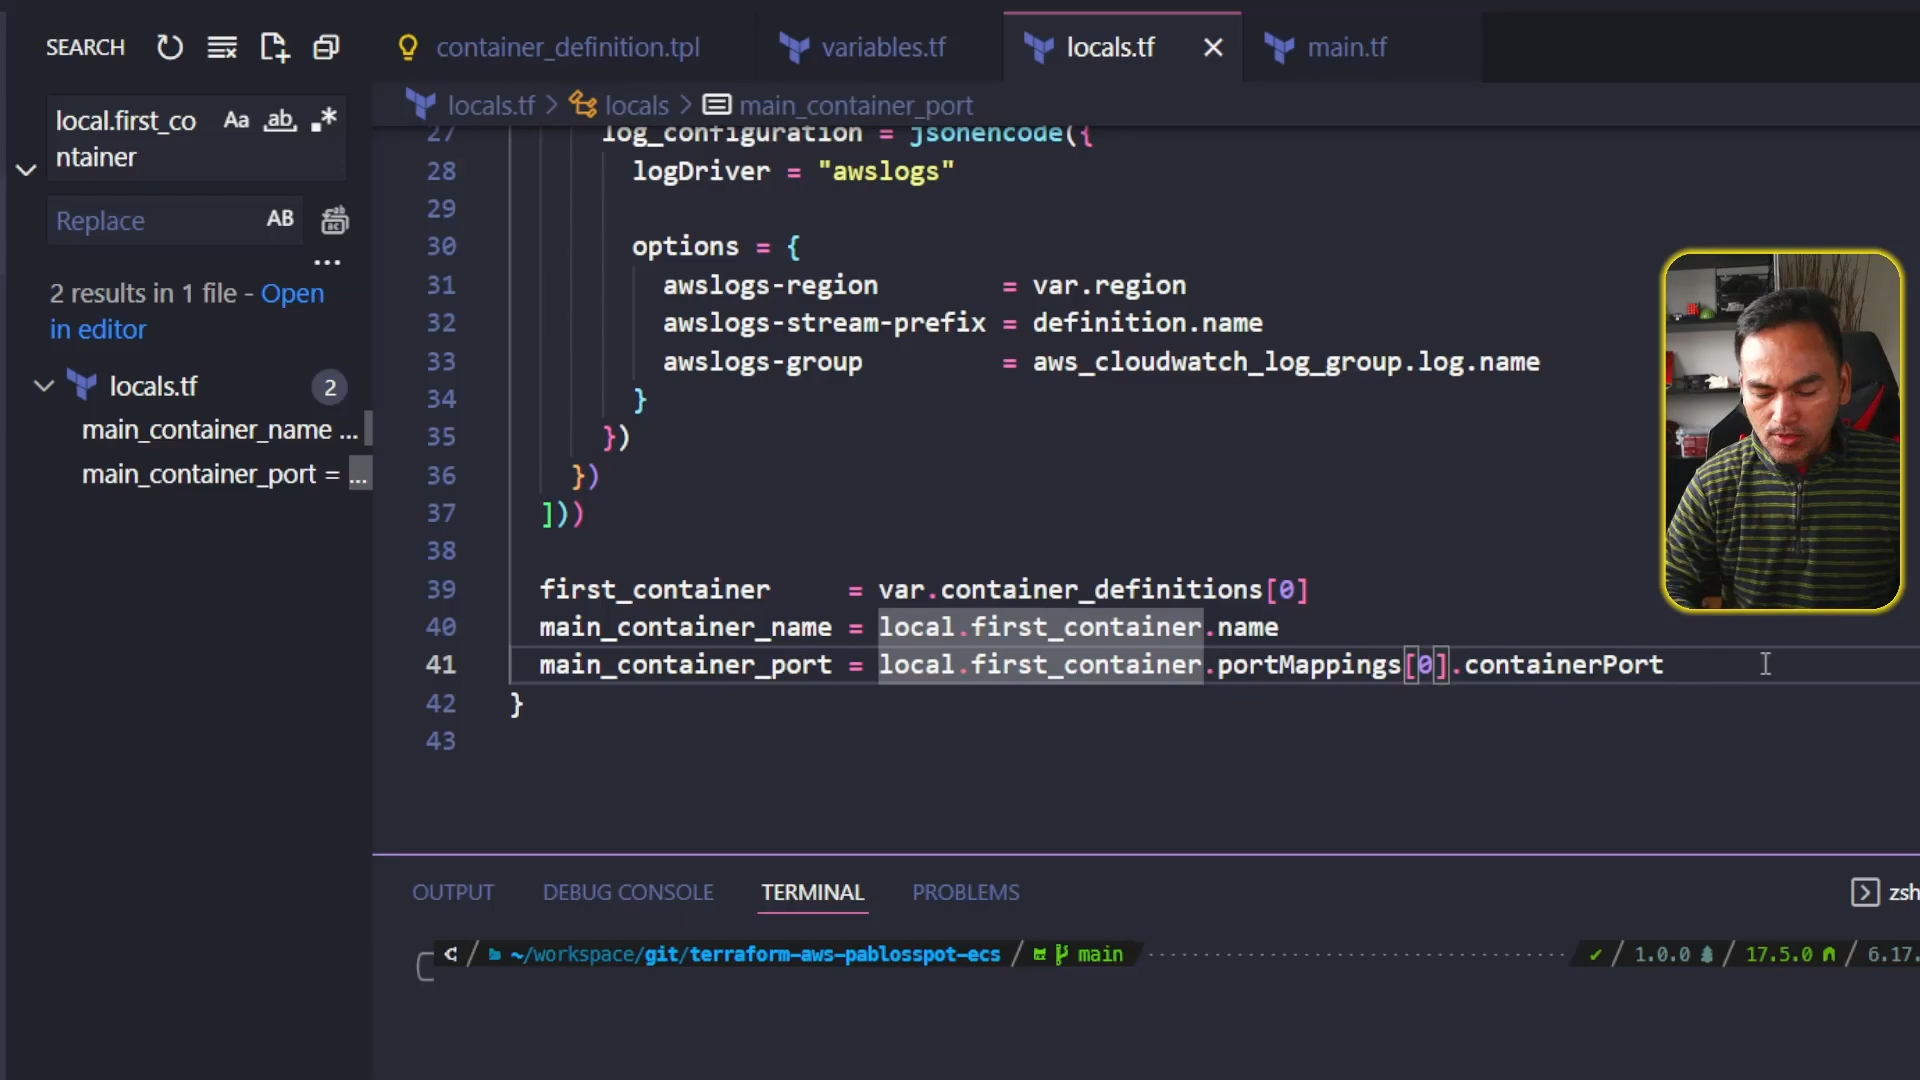 SEARCH
local.first_co
ntainer
Aa
ab
.*
Replace
AB
...
2 results in 1 file - Open
in editor
locals.tf
2
main_container_name ...
main_container_port = ...
container_definition.tpl
variables.tf
locals.tf
main.tf
locals.tf > locals > main_container_port
27 log_configuration = jsonencode({
28 logDriver = "awslogs"
29
30 options = {
31 awslogs-region = var.region
32 awslogs-stream-prefix = definition.name
33 awslogs-group = aws_cloudwatch_log_group.log.name
34 }
35 })
36 })
37 ]))
38
39 first_container = var.container_definitions[0]
40 main_container_name = local.first_container.name
41 main_container_port = local.first_container.portMappings[0].containerPort
42 }
43
OUTPUT
DEBUG CONSOLE
TERMINAL
PROBLEMS
zsh
~/workspace/git/terraform-aws-pablosspot-ecs
main
1.0.0
17.5.0
6.17.